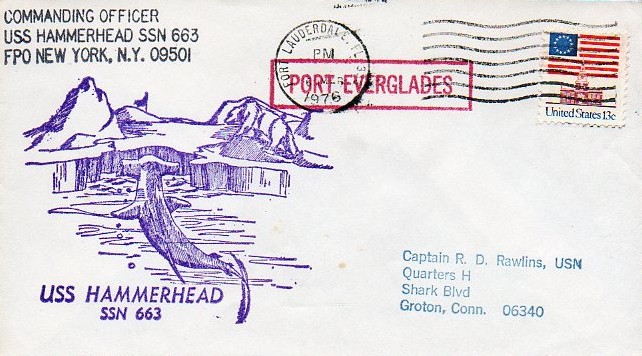 COMMANDING OFFICER
USS HAMMERHEAD SSN 663
FPO NEW YORK, N.Y. 09501
FORT LAUDERDALE, FL
PM
1976
PORT EVERGLADES
United States 13c
USS HAMMERHEAD
SSN 663
Captain R. D. Rawlins, USN
Quarters H
Shark Blvd
Groton, Conn. 06340